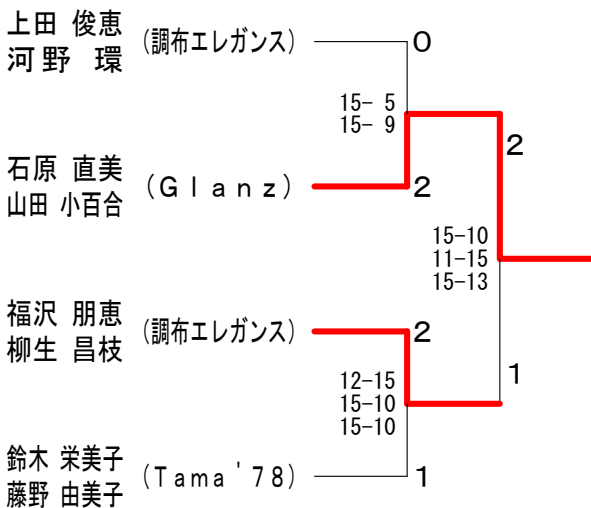 上田 俊恵
河野 環
(調布エレガンス)
0
15- 5
15- 9
石原 直美
山田 小百合
(Ｇｌａｎｚ)
2
2
15-10
11-15
15-13
福沢 朋恵
柳生 昌枝
(調布エレガンス)
2
12-15
15-10
15-10
1
鈴木 栄美子
藤野 由美子
(Tama'78)
1